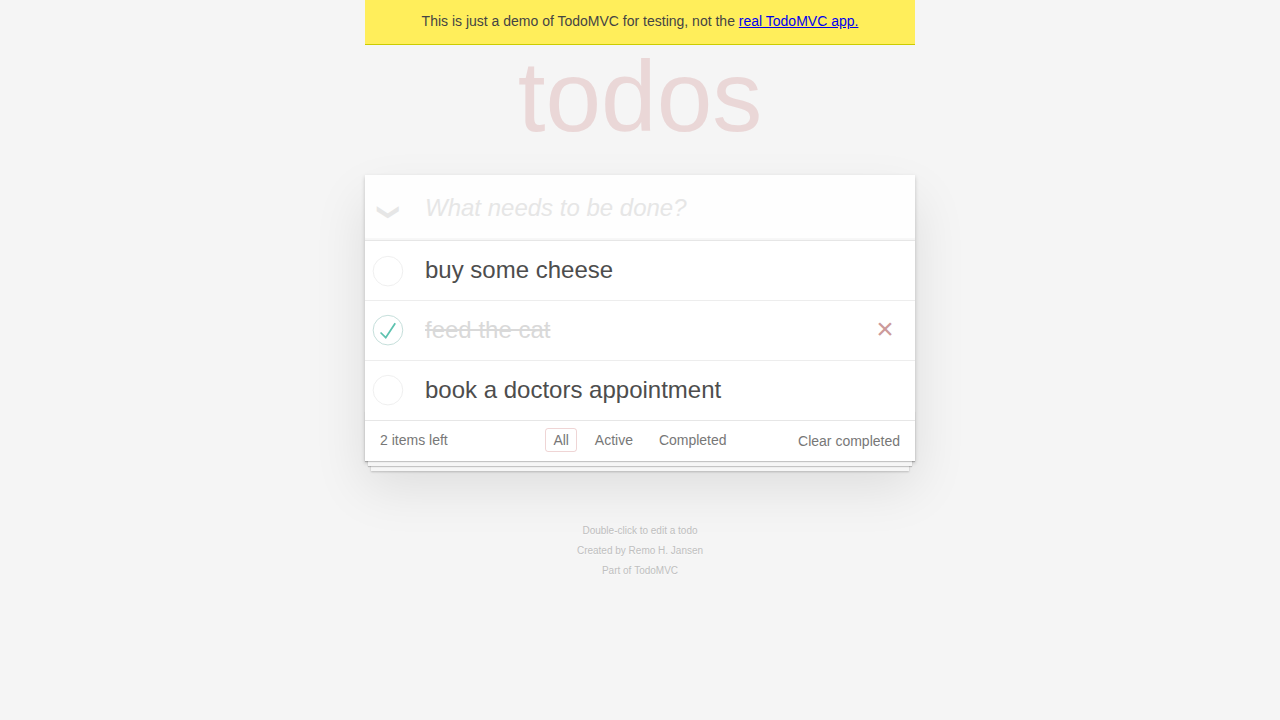 This is just a demo of TodoMVC for testing, not the real TodoMVC app.
todos
What needs to be done?
buy some cheese
feed the cat
book a doctors appointment
2 items left All Active Completed Clear completed
Double-click to edit a todo
Created by Remo H. Jansen
Part of TodoMVC